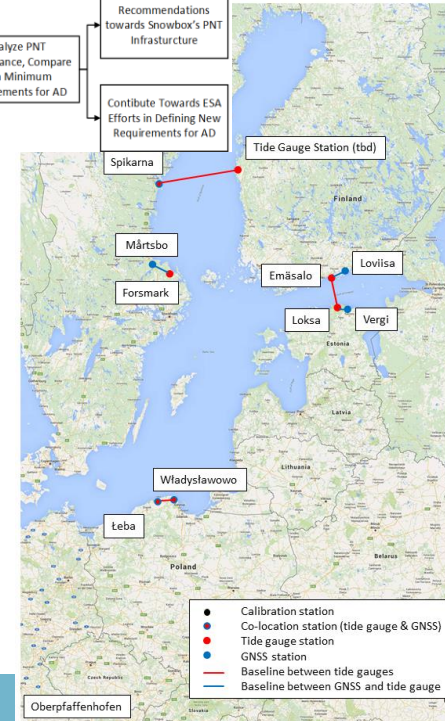 Recommendations
towards Snowbox's PNT
Infrasturcture
alyze PNT
ance, Compare
Minimum
ements for AD
Contibute Towards ESA
Efforts in Defining New
Requirements for AD
Spikarna
Tide Gauge Station (tbd)
Finland
Mårtsbo
Loviisa
Emäsalo
Forsmark
Loksa
Vergi
Estonia
Latvia
Lithuania
Władysławowo
Łeba
Belarus
Poland
Calibration station
Co-location station (tide gauge & GNSS)
Tide gauge station
GNSS station
Baseline between tide gauges
Baseline between GNSS and tide gauge
Czech Republic
Slovakia
Oberpfaffenhofen